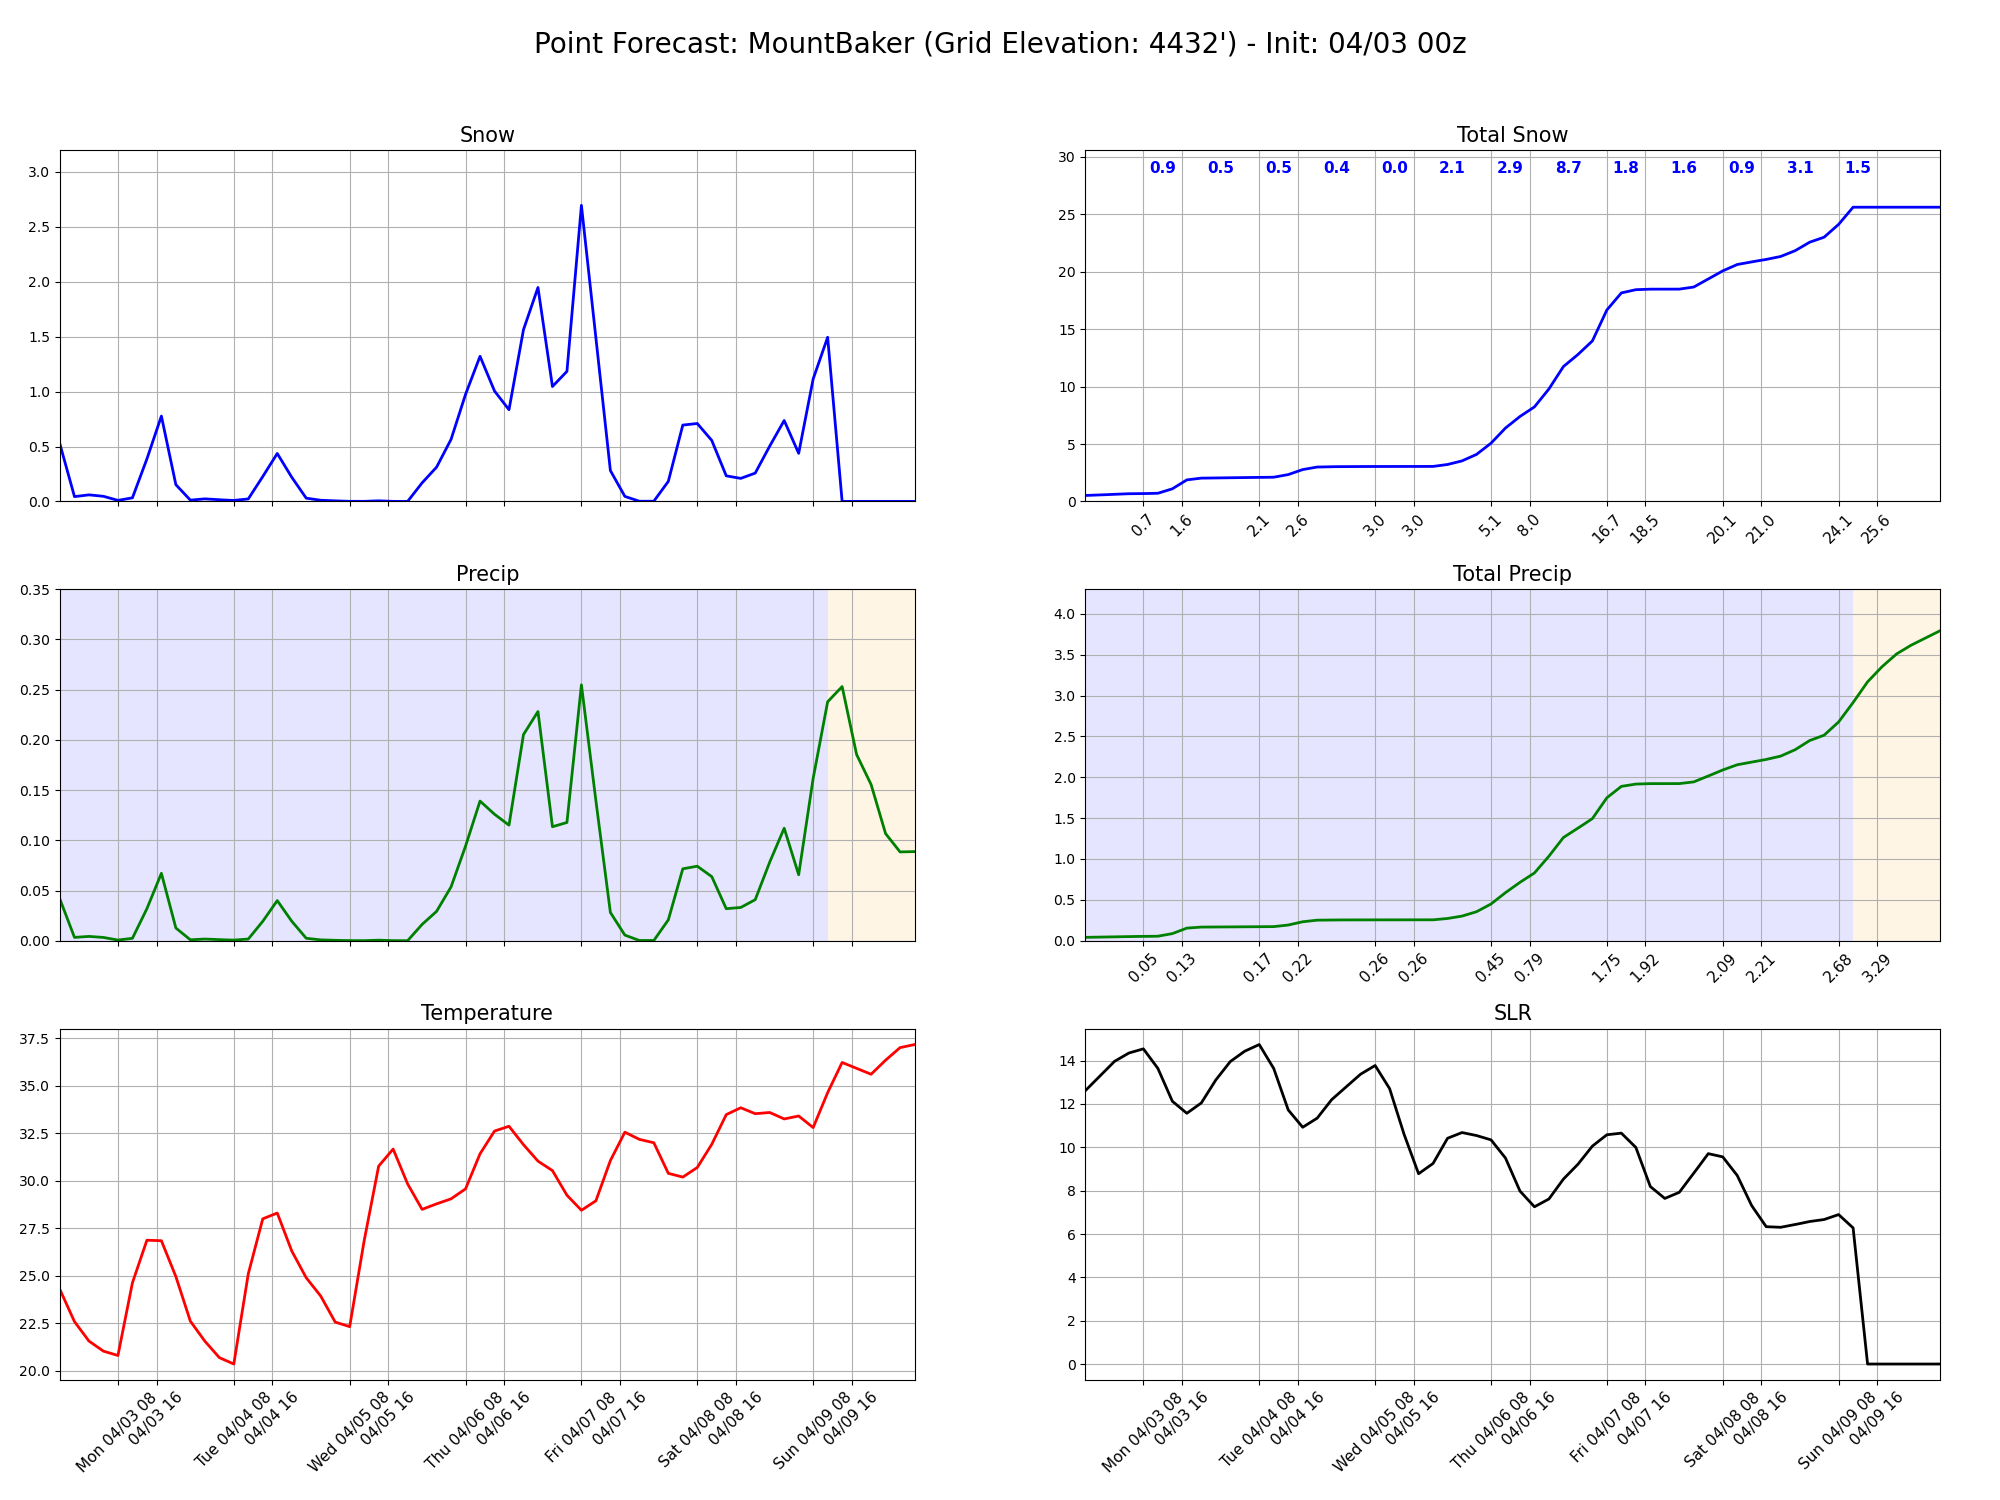 Point Forecast: MountBaker (Grid Elevation: 4432') - Init: 04/03 00z
Snow
3.0
2.5
2.0
1.5
1.0
0.5
0.0
Total Snow
30
25
20
15
10
5
0
0.9 0.5 0.5 0.4 0.0 2.1 2.9 8.7 1.8 1.6 0.9 3.1 1.5
0.7 1.6 2.1 2.6 3.0 3.0 5.1 8.0 16.7 18.5 20.1 21.0 24.1 25.6
Precip
0.35
0.30
0.25
0.20
0.15
0.10
0.05
0.00
Total Precip
4.0
3.5
3.0
2.5
2.0
1.5
1.0
0.5
0.0
0.05 0.13 0.17 0.22 0.26 0.26 0.45 0.79 1.75 1.92 2.09 2.21 2.68 3.29
Temperature
37.5
35.0
32.5
30.0
27.5
25.0
22.5
20.0
Mon 04/03 08
04/03 16
Tue 04/04 08
04/04 16
Wed 04/05 08
04/05 16
Thu 04/06 08
04/06 16
Fri 04/07 08
04/07 16
Sat 04/08 08
04/08 16
Sun 04/09 08
04/09 16
SLR
14
12
10
8
6
4
2
0
Mon 04/03 08
04/03 16
Tue 04/04 08
04/04 16
Wed 04/05 08
04/05 16
Thu 04/06 08
04/06 16
Fri 04/07 08
04/07 16
Sat 04/08 08
04/08 16
Sun 04/09 08
04/09 16